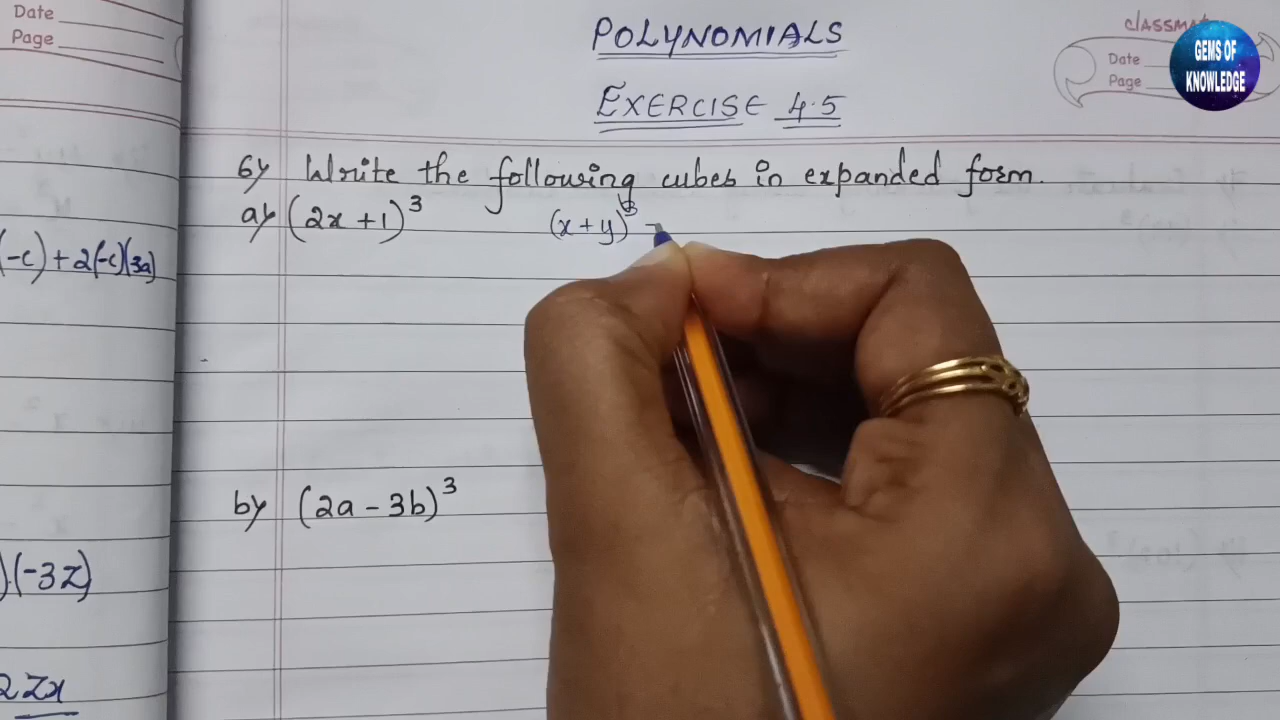 Date
Page
POLYNOMIALS
classma
Date
Page
GEMS OF
KNOWLEDGE
EXERCISE 4.5
6) Write the following cubes in expanded form.
a) (2x + 1)³ (x + y)³ =
(-c) + 2(-c)(3a)
b) (2a - 3b)³
).(-3z)
2zx